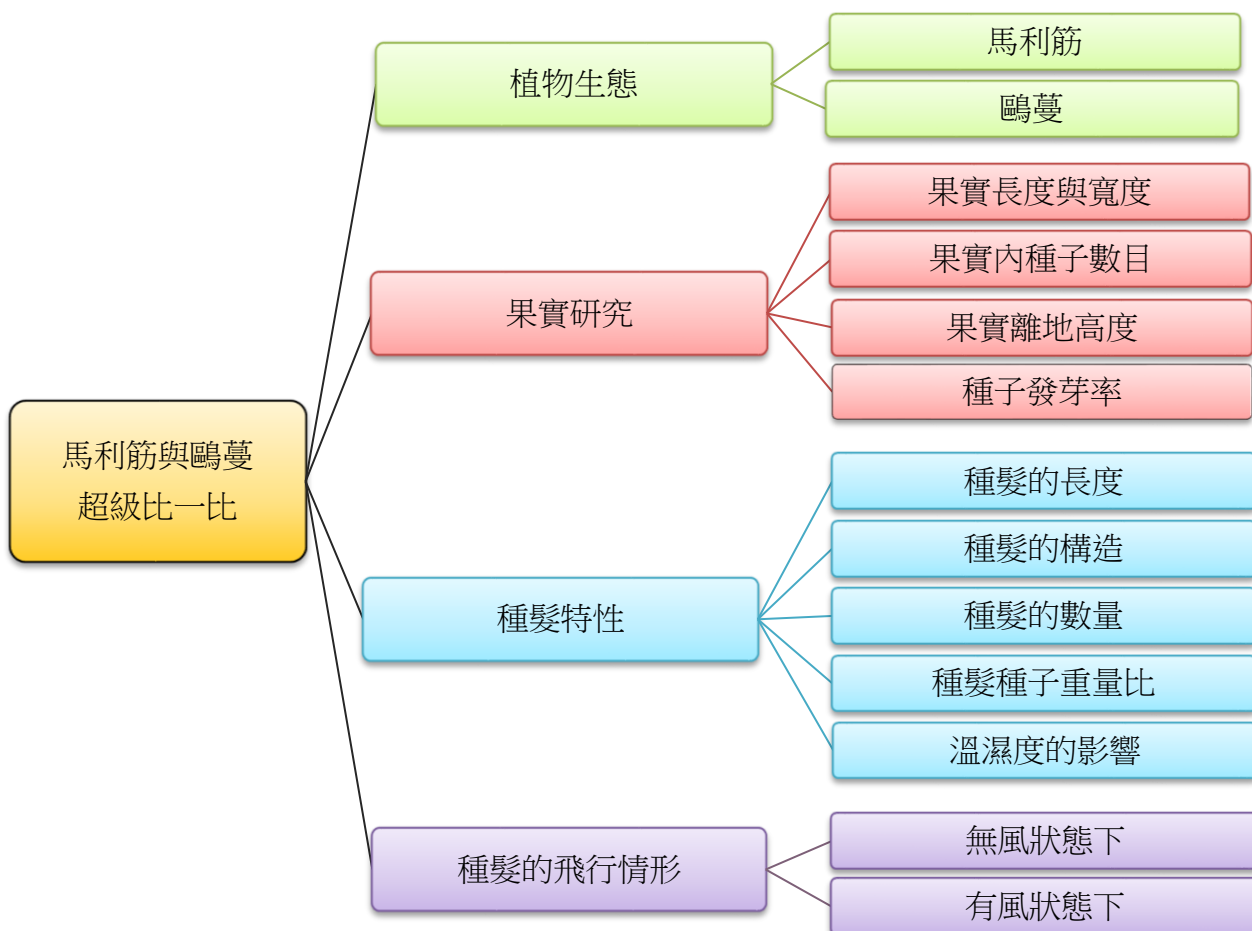 馬利筋與鷗蔓
超級比一比
植物生態
馬利筋
鷗蔓
果實研究
果實長度與寬度
果實內種子數目
果實離地高度
種子發芽率
種髮特性
種髮的長度
種髮的構造
種髮的數量
種髮種子重量比
溫濕度的影響
種髮的飛行情形
無風狀態下
有風狀態下